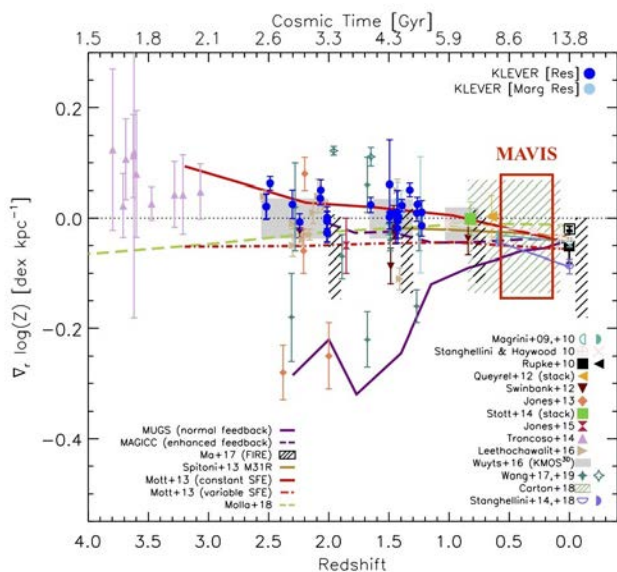 Cosmic Time [Gyr]
1.5 1.7 2.1 2.6 3.3 4.3 5.9 8.6 13.8
KLEVER [Res]
KLEVER [Marg Res]
MAVIS
∇r log(Z) [dex kpc⁻¹]
0.2
0.0
−0.2
−0.4
Magrini+09,+10
Stanghellini & Haywood 10
Rupke+10
Queyrel+12 (stack)
Swinbank+12
Jones+13
Stott+14 (stack)
Jones+15
Troncoso+14
Leethochawalit+16
Wuyts+16 (KMOS3D)
Wang+17,+19
Carton+18
Stanghellini+14,+18
MUGS (normal feedback)
MAGICC (enhanced feedback)
Ma+17 (FIRE)
Spitoni+13 M31R
Mott+13 (constant SFE)
Mott+13 (variable SFE)
Molla+18
4.0 3.5 3.0 2.5 2.0 1.5 1.0 0.5 0.0
Redshift